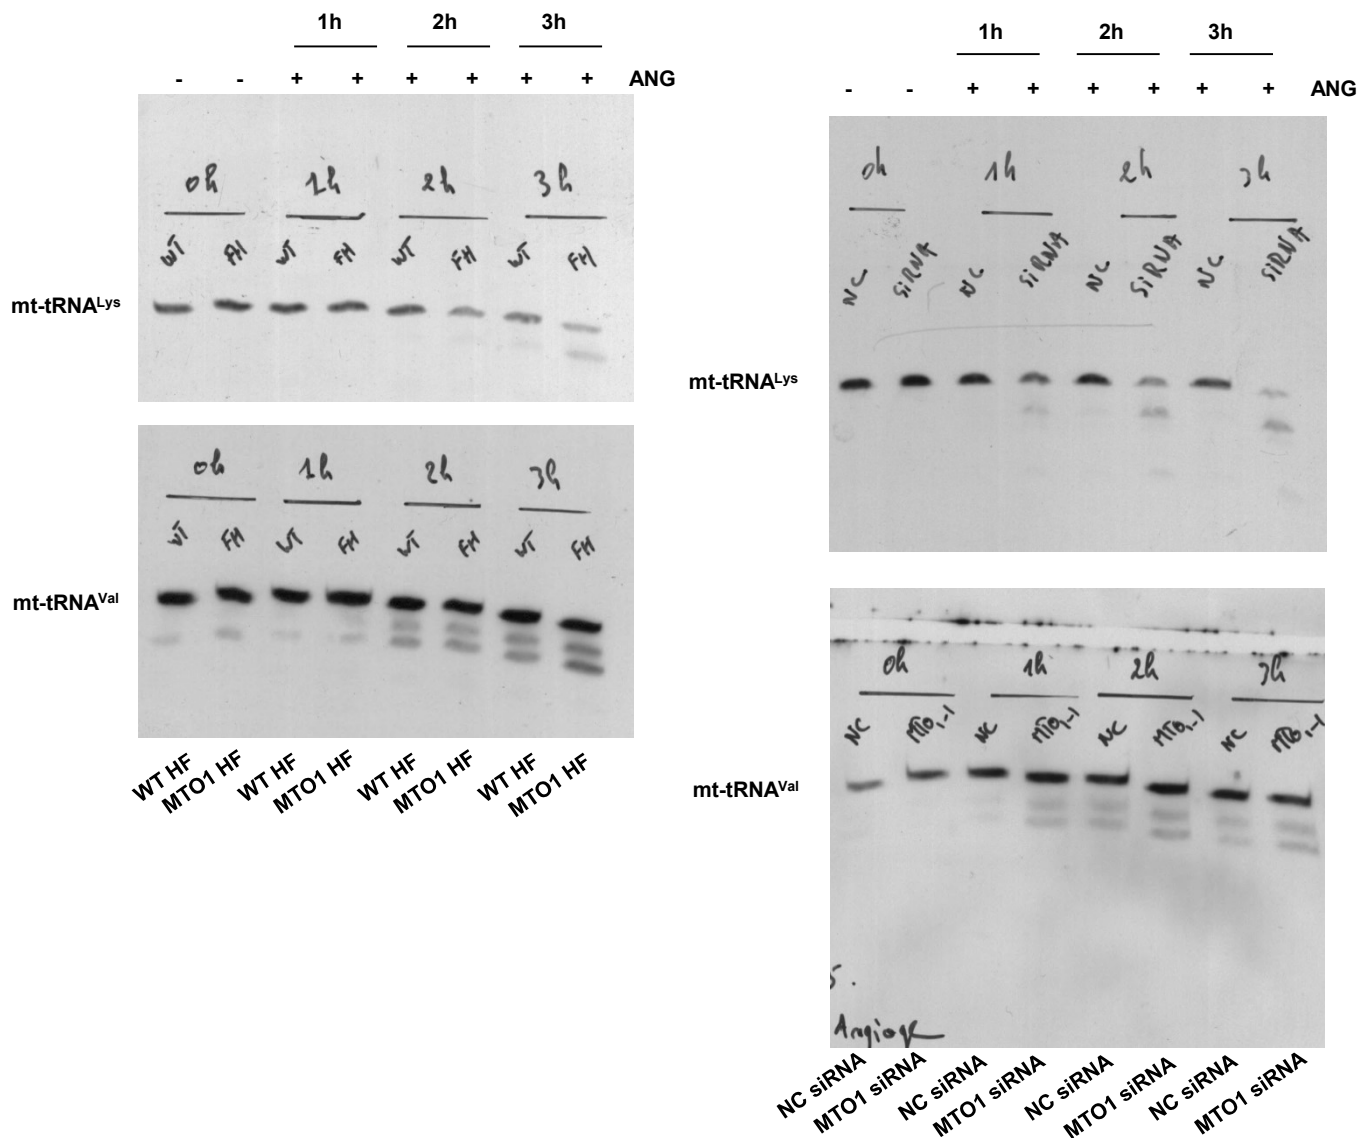 1h 2h 3h
- - + + + + + + ANG
0h 1h 2h 3h
WT FH WT FH WT FH WT FH
mt-tRNALys
0h 1h 2h 3h
WT FH WT FH WT FH WT FH
mt-tRNAVal
WT HF MTO1 HF WT HF MTO1 HF WT HF MTO1 HF WT HF MTO1 HF
1h 2h 3h
- - + + + + + + ANG
0h 1h 2h 3h
NC siRNA NC siRNA NC siRNA NC siRNA
mt-tRNALys
0h 1h 2h 3h
NC MTO1-1 NC MTO1-1 NC MTO1-1 NC MTO1-1
mt-tRNAVal
5.
NC siRNA MTO1 siRNA NC siRNA MTO1 siRNA NC siRNA MTO1 siRNA NC siRNA MTO1 siRNA